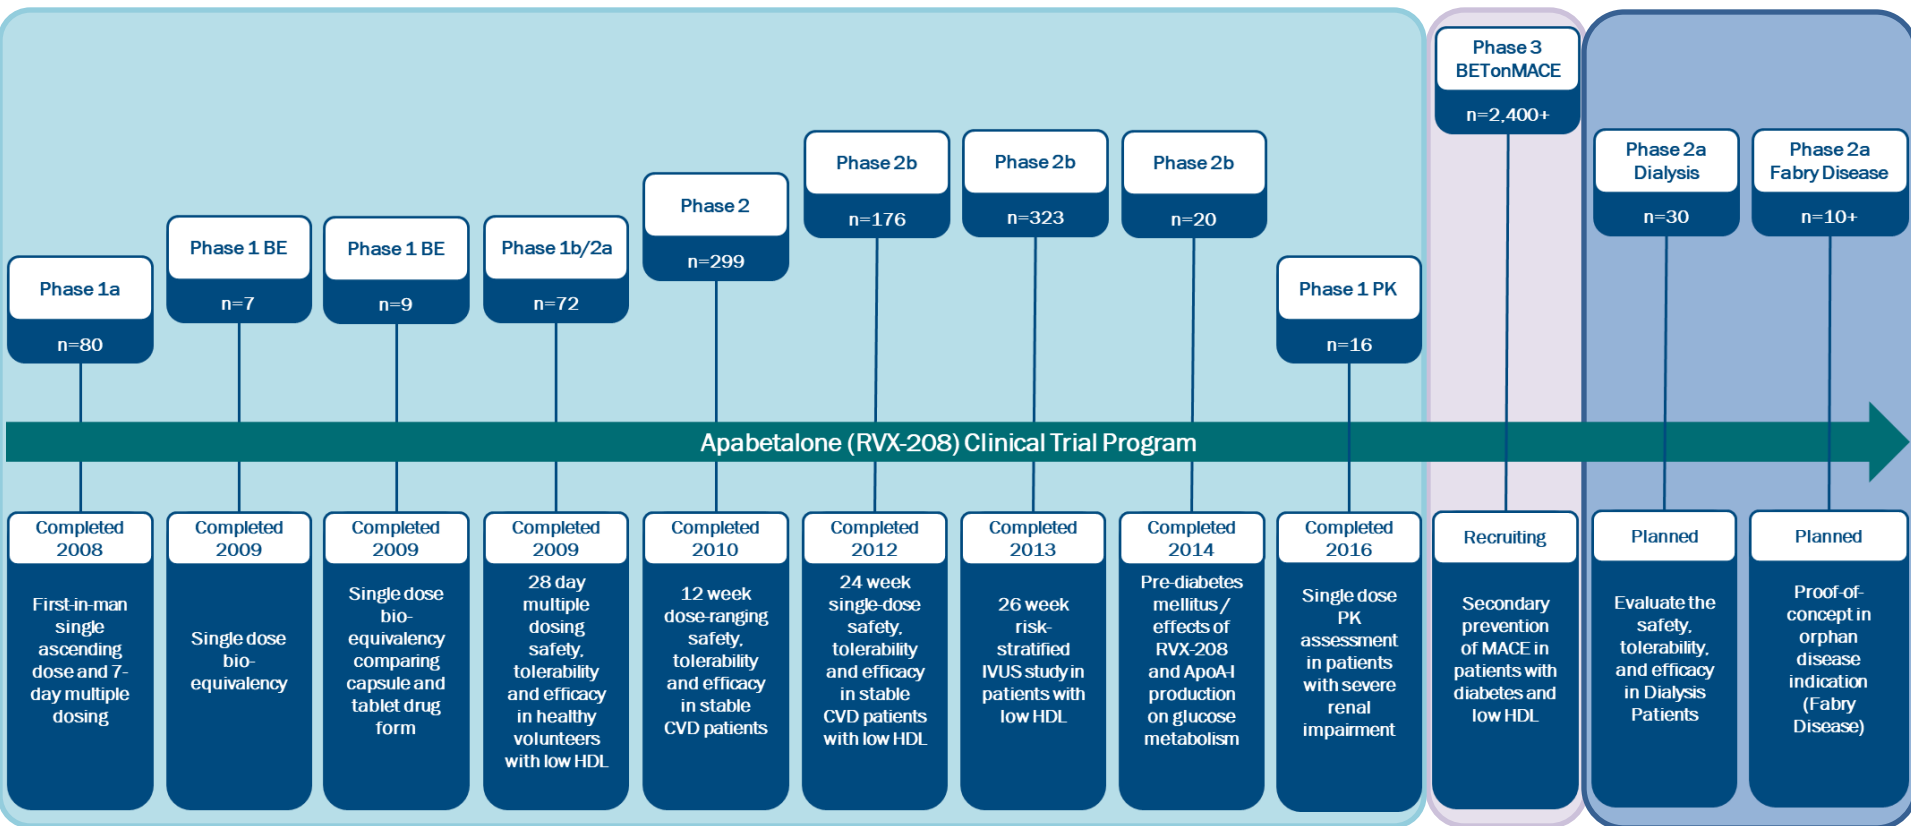 Phase 1a
n=80
Phase 1 BE
n=7
Phase 1 BE
n=9
Phase 1b/2a
n=72
Phase 2
n=299
Phase 2b
n=176
Phase 2b
n=323
Phase 2b
n=20
Phase 1 PK
n=16
Phase 3
BETonMACE
n=2,400+
Phase 2a
Dialysis
n=30
Phase 2a
Fabry Disease
n=10+
Apabetalone (RVX-208) Clinical Trial Program
Completed
2008
First-in-man
single
ascending
dose and 7-
day multiple
dosing
Completed
2009
Single dose
bio-
equivalency
Completed
2009
Single dose
bio-
equivalency
comparing
capsule and
tablet drug
form
Completed
2009
28 day
multiple
dosing
safety,
tolerability
and efficacy
in healthy
volunteers
with low HDL
Completed
2010
12 week
dose-ranging
safety,
tolerability
and efficacy
in stable
CVD patients
Completed
2012
24 week
single-dose
safety,
tolerability
and efficacy
in stable
CVD patients
with low HDL
Completed
2013
26 week
risk-
stratified
IVUS study in
patients with
low HDL
Completed
2014
Pre-diabetes
mellitus /
effects of
RVX-208
and ApoA-I
production
on glucose
metabolism
Completed
2016
Single dose
PK
assessment
in patients
with severe
renal
impairment
Recruiting
Secondary
prevention
of MACE in
patients with
diabetes and
low HDL
Planned
Evaluate the
safety,
tolerability,
and efficacy
in Dialysis
Patients
Planned
Proof-of-
concept in
orphan
disease
indication
(Fabry
Disease)